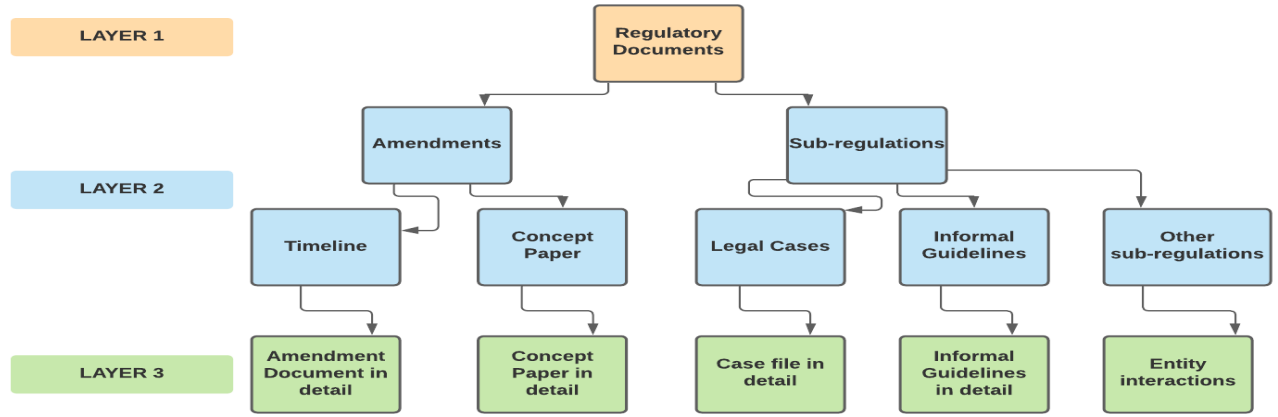 LAYER 1
Regulatory
Documents
Amendments
Sub-regulations
LAYER 2
Timeline
Concept
Paper
Legal Cases
Informal
Guidelines
Other
sub-regulations
LAYER 3
Amendment
Document in
detail
Concept
Paper in
detail
Case file in
detail
Informal
Guidelines
in detail
Entity
interactions